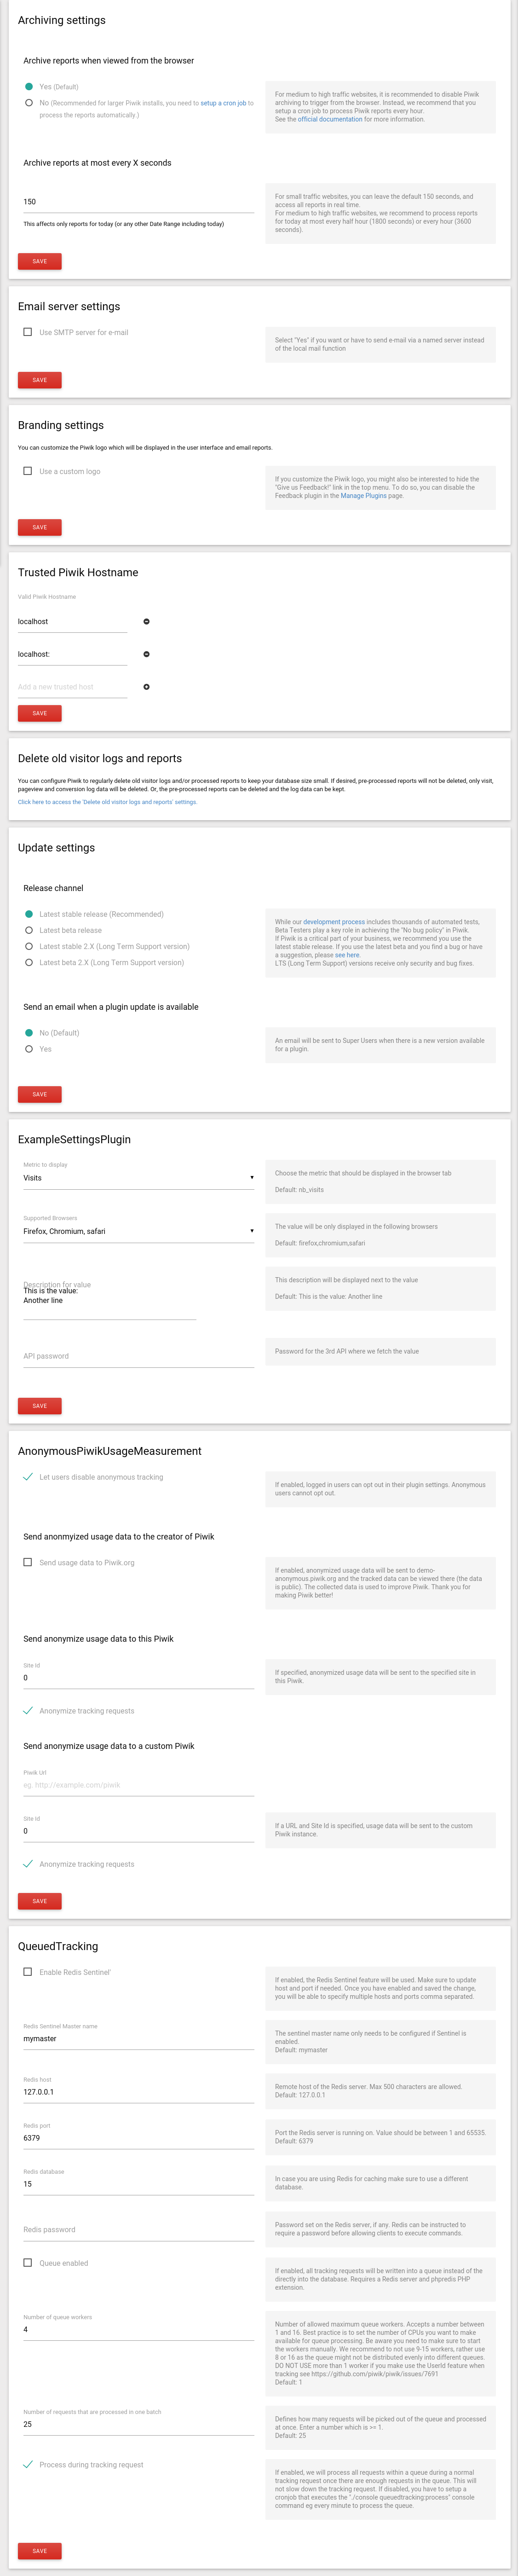 Archiving settings
Archive reports when viewed from the browser
Yes (Default)
No (Recommended for larger Piwik installs, you need to setup a cron job to
process the reports automatically.)
For medium to high traffic websites, it is recommended to disable Piwik
archiving to trigger from the browser. Instead, we recommend that you
setup a cron job to process Piwik reports every hour.
See the official documentation for more information.
Archive reports at most every X seconds
150
This affects only reports for today (or any other Date Range including today)
For small traffic websites, you can leave the default 150 seconds, and
access all reports in real time.
For medium to high traffic websites, we recommend to process reports
for today at most every half hour (1800 seconds) or every hour (3600
seconds).
SAVE
Email server settings
Use SMTP server for e-mail
Select "Yes" if you want or have to send e-mail via a named server instead
of the local mail function
SAVE
Branding settings
You can customize the Piwik logo which will be displayed in the user interface and email reports.
Use a custom logo
If you customize the Piwik logo, you might also be interested to hide the
"Give us Feedback!" link in the top menu. To do so, you can disable the
Feedback plugin in the Manage Plugins page.
SAVE
Trusted Piwik Hostname
Valid Piwik Hostname
localhost
localhost:
Add a new trusted host
SAVE
Delete old visitor logs and reports
You can configure Piwik to regularly delete old visitor logs and/or processed reports to keep your database size small. If desired, pre-processed reports will not be deleted, only visit,
pageview and conversion log data will be deleted. Or, the pre-processed reports can be deleted and the log data can be kept.
Click here to access the 'Delete old visitor logs and reports' settings.
Update settings
Release channel
Latest stable release (Recommended)
Latest beta release
Latest stable 2.X (Long Term Support version)
Latest beta 2.X (Long Term Support version)
While our development process includes thousands of automated tests,
Beta Testers play a key role in achieving the "No bug policy" in Piwik.
If Piwik is a critical part of your business, we recommend you use the
latest stable release. If you use the latest beta and you find a bug or have
a suggestion, please see here.
LTS (Long Term Support) versions receive only security and bug fixes.
Send an email when a plugin update is available
No (Default)
Yes
An email will be sent to Super Users when there is a new version available
for a plugin.
SAVE
ExampleSettingsPlugin
Metric to display
Visits
Choose the metric that should be displayed in the browser tab
Default: nb_visits
Supported Browsers
Firefox, Chromium, safari
The value will be only displayed in the following browsers
Default: firefox,chromium,safari
Description for value
This is the value:
Another line
This description will be displayed next to the value
Default: This is the value: Another line
API password
Password for the 3rd API where we fetch the value
SAVE
AnonymousPiwikUsageMeasurement
Let users disable anonymous tracking
If enabled, logged in users can opt out in their plugin settings. Anonymous
users cannot opt out.
Send anonmyized usage data to the creator of Piwik
Send usage data to Piwik.org
If enabled, anonymized usage data will be sent to demo-
anonymous.piwik.org and the tracked data can be viewed there (the data
is public). The collected data is used to improve Piwik. Thank you for
making Piwik better!
Send anonymize usage data to this Piwik
Site Id
0
If specified, anonymized usage data will be sent to the specified site in
this Piwik.
Anonymize tracking requests
Send anonymize usage data to a custom Piwik
Piwik Url
eg. http://example.com/piwik
Site Id
0
If a URL and Site Id is specified, usage data will be sent to the custom
Piwik instance.
Anonymize tracking requests
SAVE
QueuedTracking
Enable Redis Sentinel'
If enabled, the Redis Sentinel feature will be used. Make sure to update
host and port if needed. Once you have enabled and saved the change,
you will be able to specify multiple hosts and ports comma separated.
Redis Sentinel Master name
mymaster
The sentinel master name only needs to be configured if Sentinel is
enabled.
Default: mymaster
Redis host
127.0.0.1
Remote host of the Redis server. Max 500 characters are allowed.
Default: 127.0.0.1
Redis port
6379
Port the Redis server is running on. Value should be between 1 and 65535.
Default: 6379
Redis database
15
In case you are using Redis for caching make sure to use a different
database.
Redis password
Password set on the Redis server, if any. Redis can be instructed to
require a password before allowing clients to execute commands.
Queue enabled
If enabled, all tracking requests will be written into a queue instead of the
directly into the database. Requires a Redis server and phpredis PHP
extension.
Number of queue workers
4
Number of allowed maximum queue workers. Accepts a number between
1 and 16. Best practice is to set the number of CPUs you want to make
available for queue processing. Be aware you need to make sure to start
the workers manually. We recommend to not use 9-15 workers, rather use
8 or 16 as the queue might not be distributed evenly into different queues.
DO NOT USE more than 1 worker if you make use the UserId feature when
tracking see https://github.com/piwik/piwik/issues/7691
Default: 1
Number of requests that are processed in one batch
25
Defines how many requests will be picked out of the queue and processed
at once. Enter a number which is >= 1.
Default: 25
Process during tracking request
If enabled, we will process all requests within a queue during a normal
tracking request once there are enough requests in the queue. This will
not slow down the tracking request. If disabled, you have to setup a
cronjob that executes the "./console queuedtracking:process" console
command eg every minute to process the queue.
SAVE